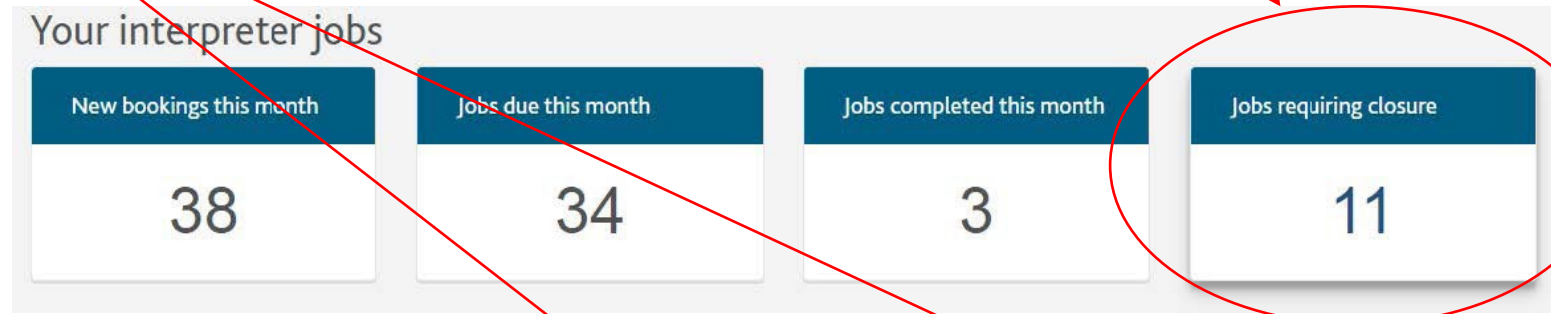 Your interpreter jobs
New bookings this month
Jobs due this month
Jobs completed this month
Jobs requiring closure
38
34
3
11